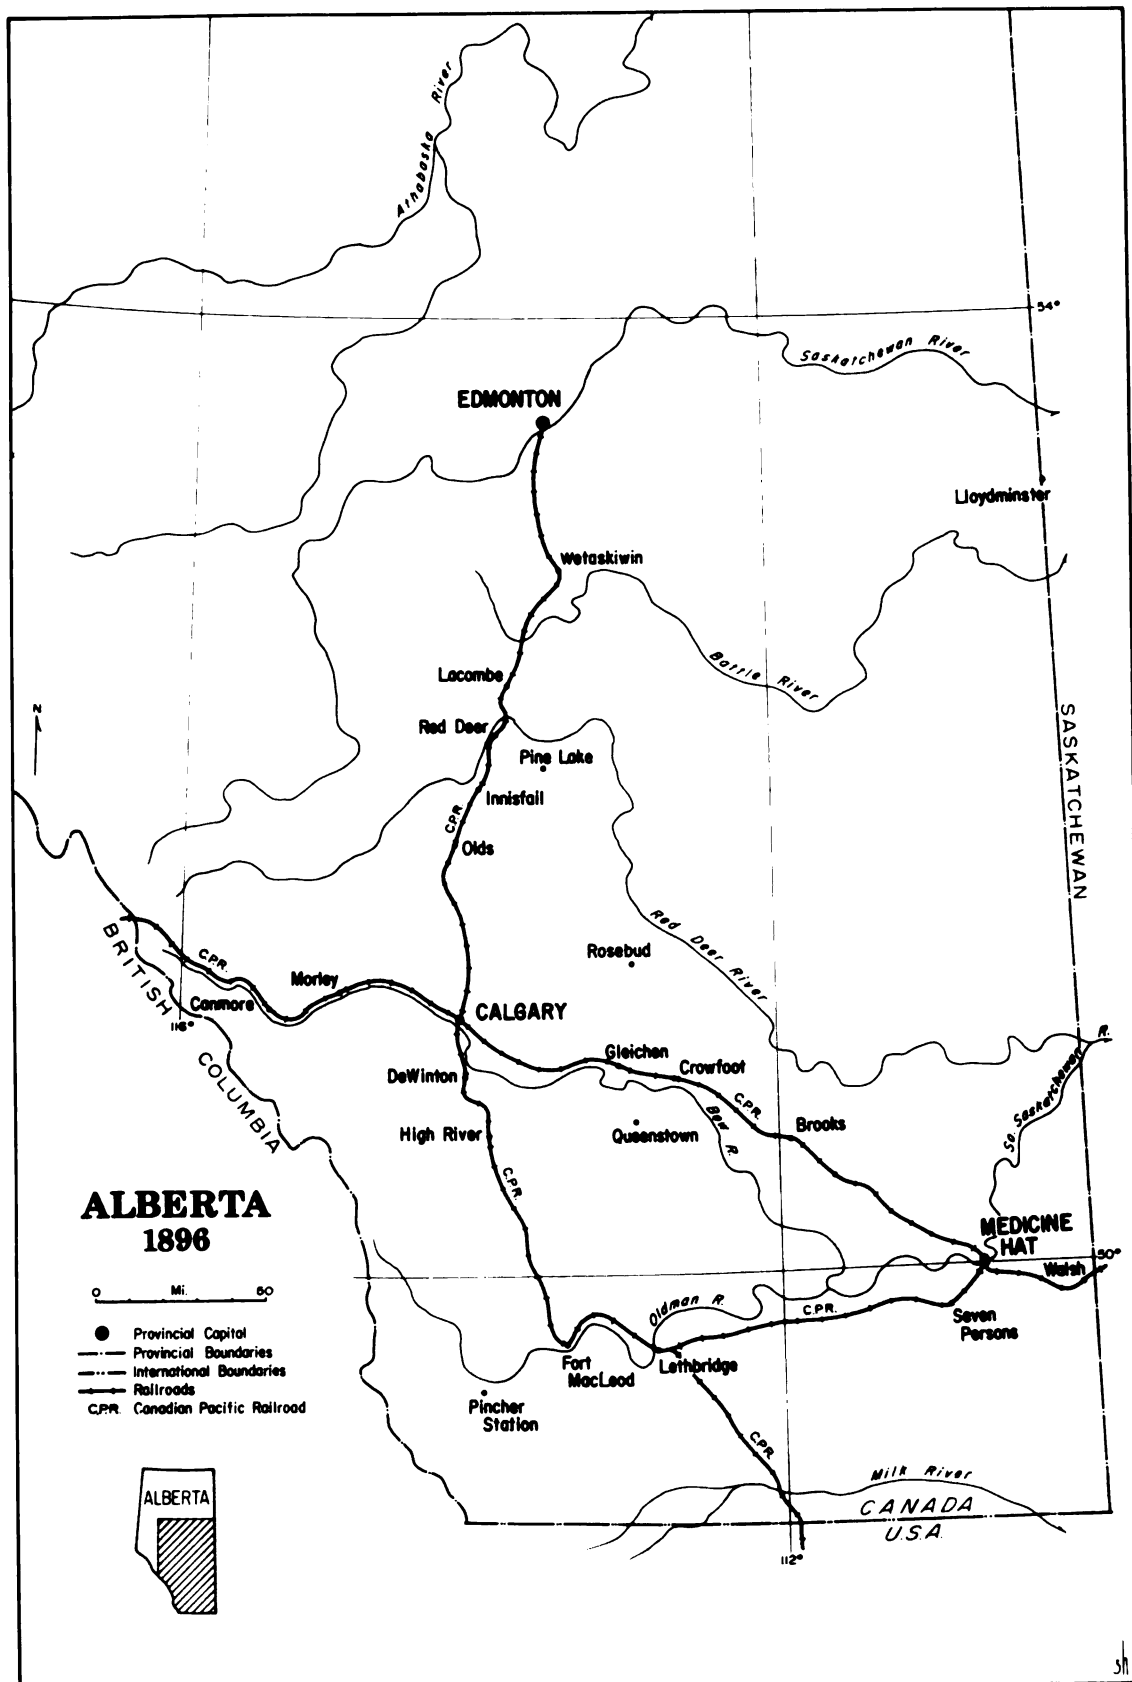 Athabaska River
54°
Saskatchewan River
EDMONTON
Lloydminster
Wetaskiwin
Battle River
Lacombe
N
Red Deer
SASKATCHEWAN
Pine Lake
Innisfail
C.P.R.
Olds
Red Deer River
BRITISH COLUMBIA
C.P.R.
Rosebud
Morley
Canmore
CALGARY
116°
R.
So. Saskatchewan
Gleichen
Crowfoot
DeWinton
C.P.R.
Bow R.
Brooks
High River
Queenstown
C.P.R.
ALBERTA
1896
MEDICINE
HAT
50°
Walsh
0 Mi. 50
Oldman R.
C.P.R.
Seven
Persons
Provincial Capital
Provincial Boundaries
International Boundaries
Railroads
C.P.R. Canadian Pacific Railroad
Fort
MacLeod
Lethbridge
Pincher
Station
C.P.R.
Milk River
ALBERTA
CANADA
U.S.A.
112°
sh